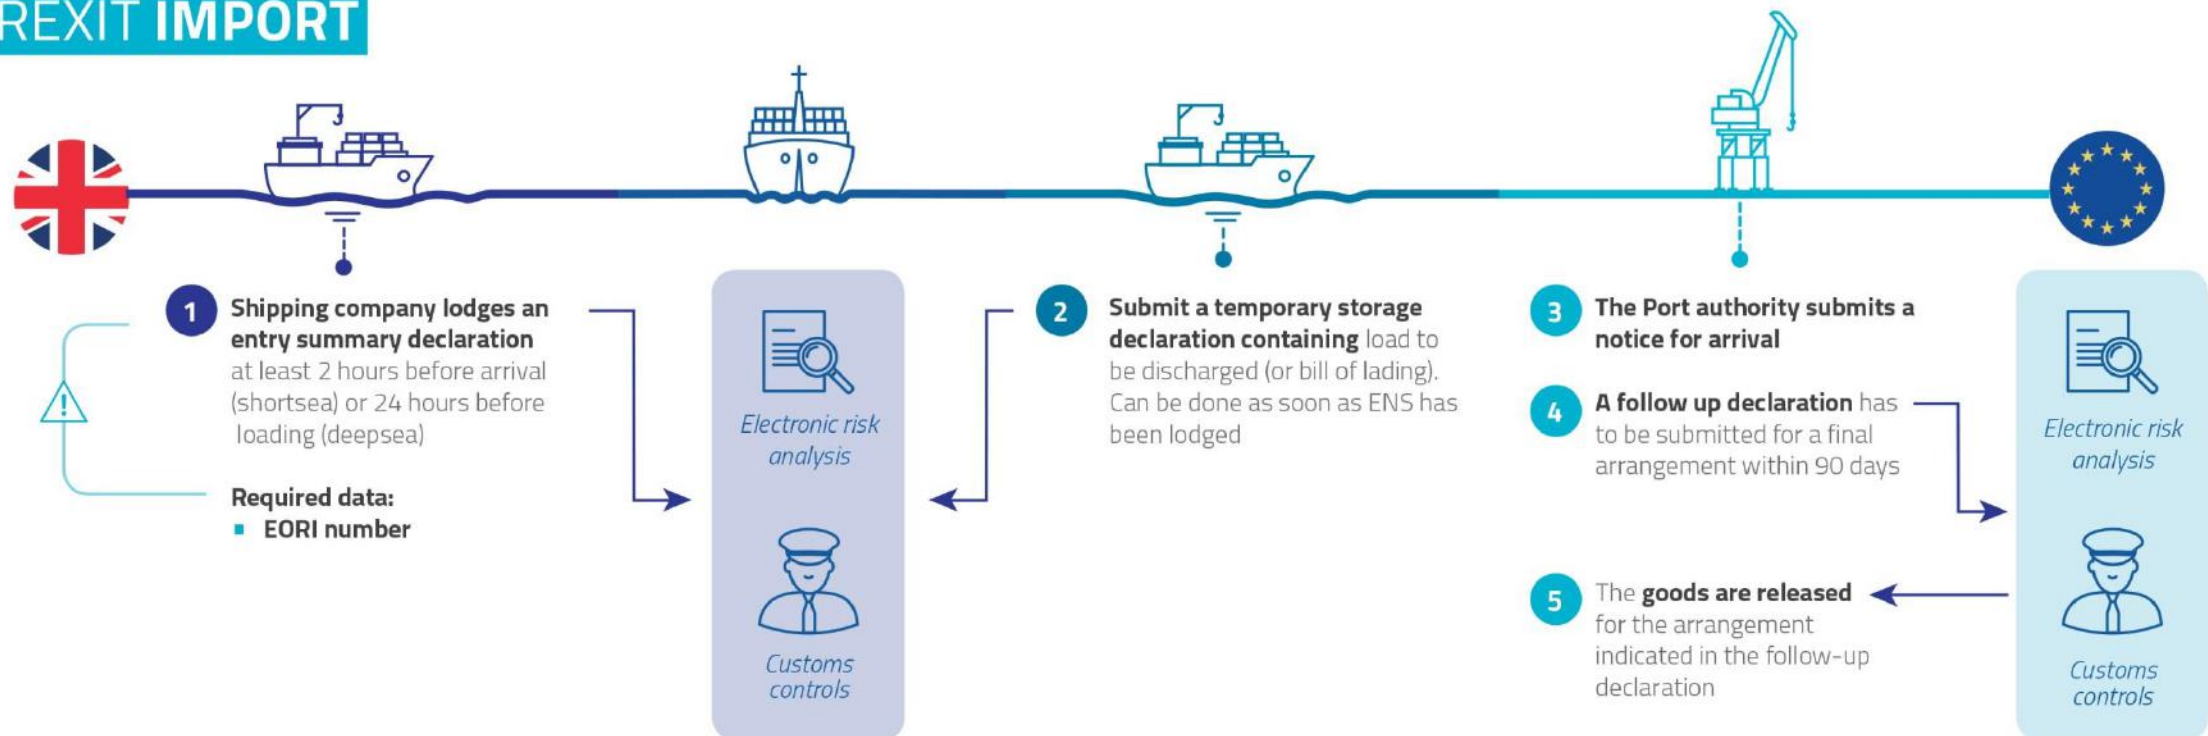 REXIT IMPORT
1
Shipping company lodges an
entry summary declaration
at least 2 hours before arrival
(shortsea) or 24 hours before
loading (deepsea)
Required data:
▪ EORI number
Electronic risk
analysis
Customs
controls
2
Submit a temporary storage
declaration containing load to
be discharged (or bill of lading).
Can be done as soon as ENS has
been lodged
3
The Port authority submits a
notice for arrival
4
A follow up declaration has
to be submitted for a final
arrangement within 90 days
5
The goods are released
for the arrangement
indicated in the follow-up
declaration
Electronic risk
analysis
Customs
controls